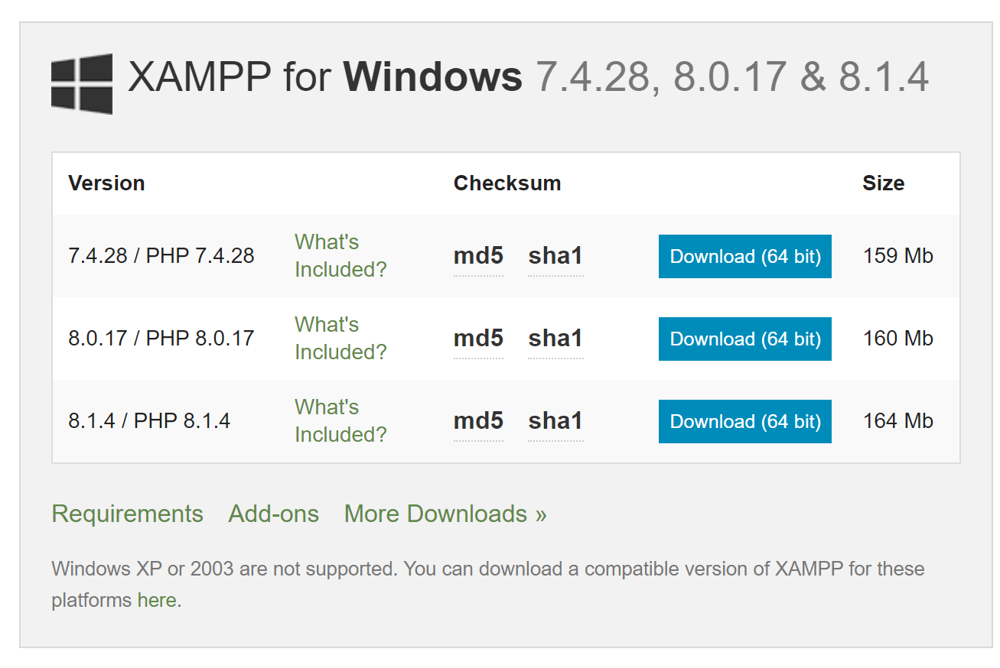 XAMPP for Windows 7.4.28, 8.0.17 & 8.1.4
Version Checksum Size
7.4.28 / PHP 7.4.28 What's Included? md5 sha1 Download (64 bit) 159 Mb
8.0.17 / PHP 8.0.17 What's Included? md5 sha1 Download (64 bit) 160 Mb
8.1.4 / PHP 8.1.4 What's Included? md5 sha1 Download (64 bit) 164 Mb
Requirements Add-ons More Downloads »
Windows XP or 2003 are not supported. You can download a compatible version of XAMPP for these
platforms here.